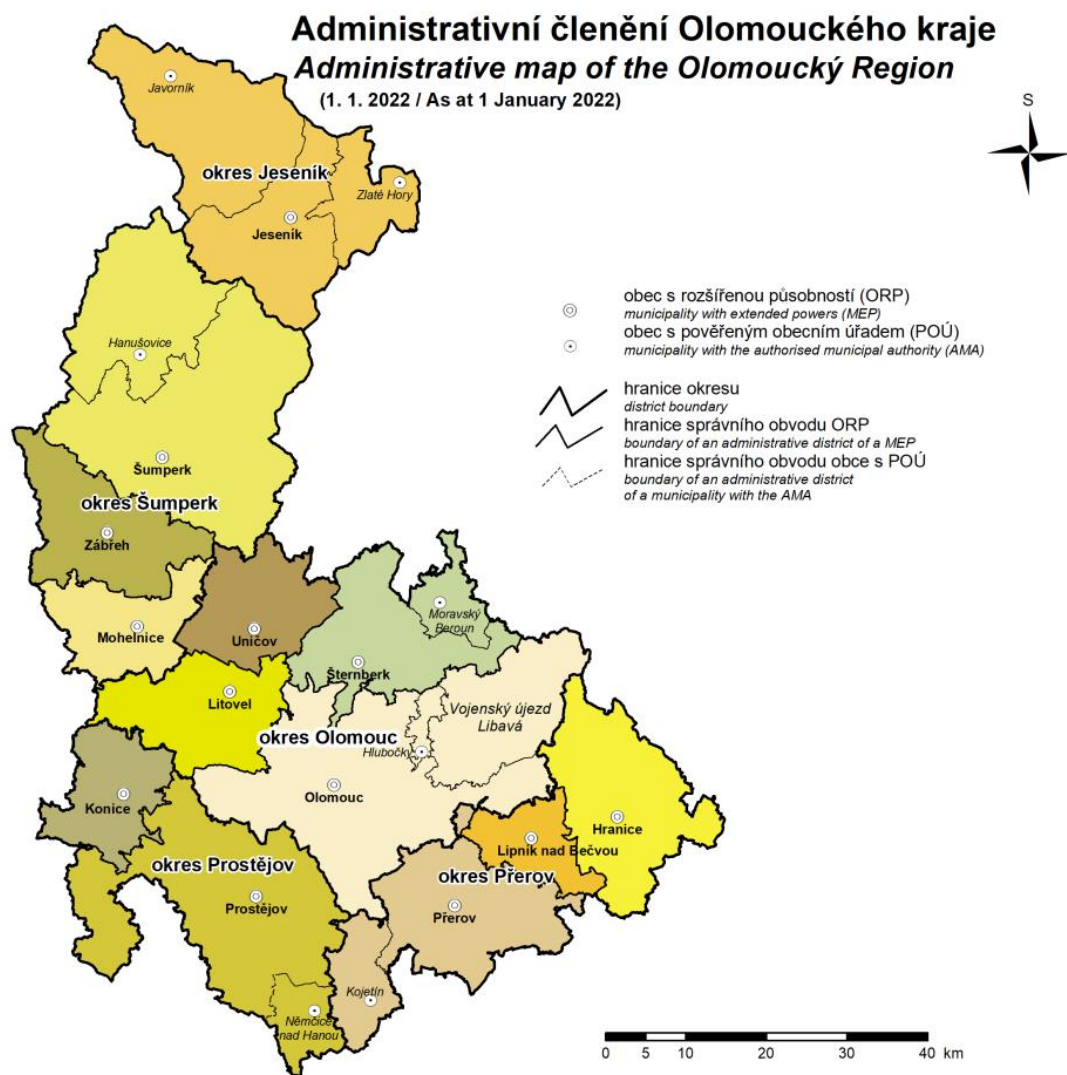 Administrativní členění Olomouckého kraje
Administrative map of the Olomoucký Region
(1. 1. 2022 / As at 1 January 2022)
S
Javorník
okres Jeseník
Zlaté Hory
Jeseník
obec s rozšířenou působností (ORP)
municipality with extended powers (MEP)
obec s pověřeným obecním úřadem (POÚ)
municipality with the authorised municipal authority (AMA)
hranice okresu
district boundary
hranice správního obvodu ORP
boundary of an administrative district of a MEP
hranice správního obvodu obce s POÚ
boundary of an administrative district
of a municipality with the AMA
Hanušovice
Šumperk
okres Šumperk
Zábřeh
Mohelnice
Uničov
Moravský
Beroun
Šternberk
Litovel
Vojenský újezd
Libavá
okres Olomouc
Hlubočky
Olomouc
Konice
Hranice
Lipník nad Bečvou
okres Prostějov
okres Přerov
Prostějov
Přerov
Kojetín
Němčice
nad Hanou
0 5 10 20 30 40 km